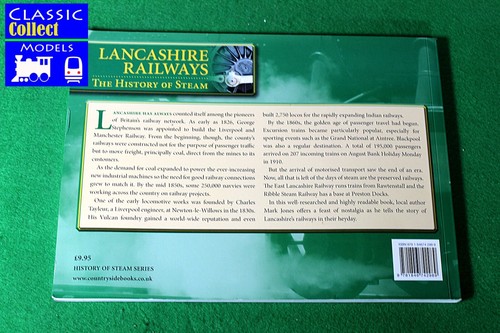 CLASSIC
Collect
MODELS
LANCASHIRE
RAILWAYS
THE HISTORY OF STEAM
LANCASHIRE HAS ALWAYS counted itself among the pioneers
of Britain's railway network. As early as 1826, George
Stephenson was appointed to build the Liverpool and
Manchester Railway. From the beginning, though, the county's
railways were constructed not for the purpose of passenger traffic
but to move freight, principally coal, direct from the mines to its
customers.
As the demand for coal expanded to power the ever-increasing
new industrial machines so the need for good railway connections
grew to match it. By the mid 1850s, some 250,000 navvies were
working across the country on railway projects.
One of the early locomotive works was founded by Charles
Tayleur, a Liverpool engineer, at Newton-le-Willows in the 1830s.
His Vulcan foundry gained a world-wide reputation and even
built 2,750 locos for the rapidly expanding Indian railways.
By the 1860s, the golden age of passenger travel had begun.
Excursion trains became particularly popular, especially for
sporting events such as the Grand National at Aintree. Blackpool
was also a regular destination. A total of 195,000 passengers
arrived on 207 incoming trains on August Bank Holiday Monday
in 1910.
But the arrival of motorised transport saw the end of an era.
Now, all that is left of the days of steam are the preserved railways.
The East Lancashire Railway runs trains from Rawtenstall and the
Ribble Steam Railway has a base at Preston Docks.
In this well-researched and highly readable book, local author
Mark Jones offers a feast of nostalgia as he tells the story of
Lancashire's railways in their heyday.
£9.95
HISTORY OF STEAM SERIES
www.countrysidebooks.co.uk